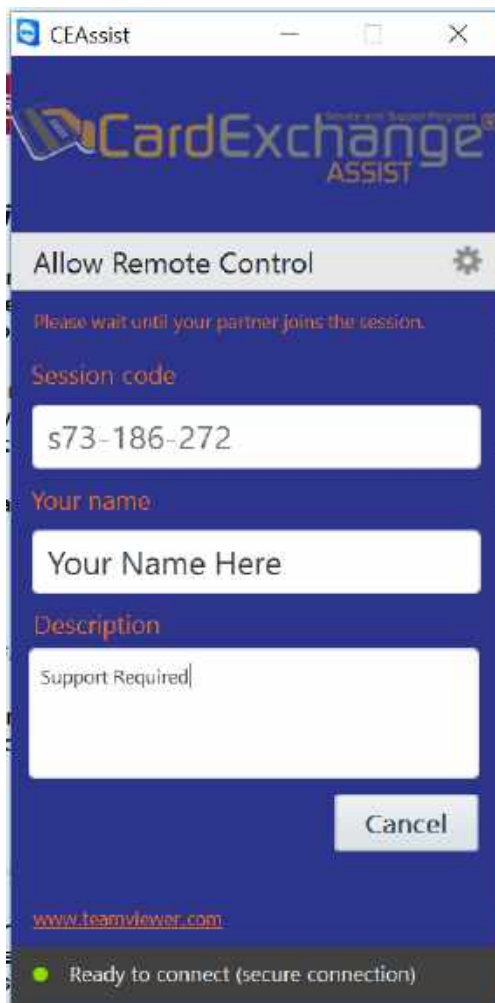 CEAssist
CardExchange®
ASSIST
Allow Remote Control
Please wait until your partner joins the session.
Session code
s73-186-272
Your name
Your Name Here
Description
Support Required
Cancel
www.teamviewer.com
Ready to connect (secure connection)